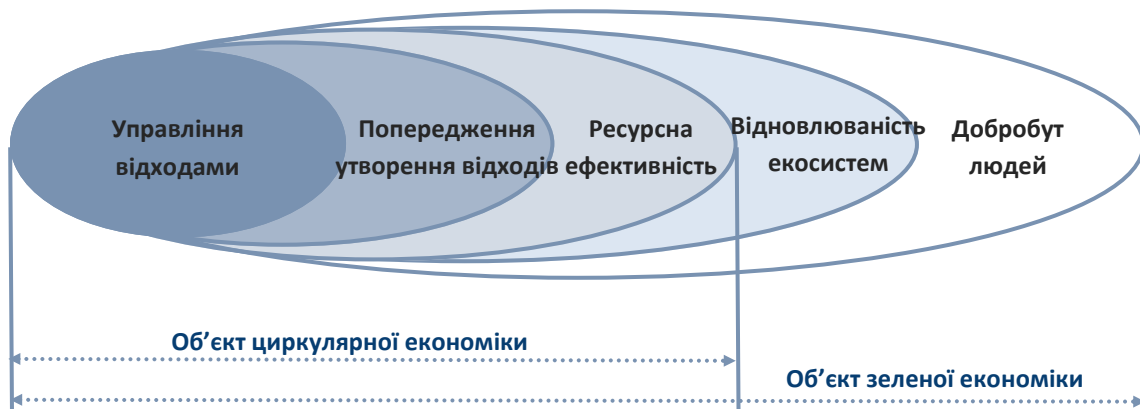 Управління
відходами
Попередження
утворення відходів
Ресурсна
ефективність
Відновлюваність
екосистем
Добробут
людей
Об’єкт циркулярної економіки
Об’єкт зеленої економіки